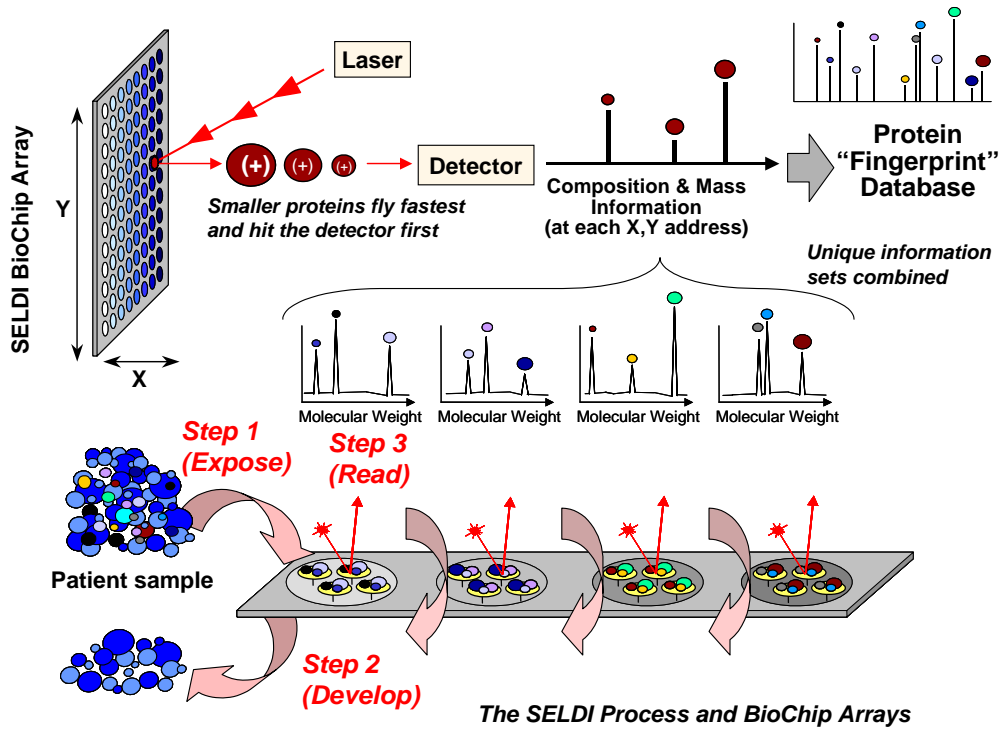 SELDI BioChip Array
Y
X
Laser
(+)
(+)
(+)
Detector
Smaller proteins fly fastest
and hit the detector first
Composition & Mass
Information
(at each X,Y address)
Protein
“Fingerprint”
Database
Unique information
sets combined
Molecular Weight
Molecular Weight
Molecular Weight
Molecular Weight
Step 1
(Expose)
Step 3
(Read)
Patient sample
Step 2
(Develop)
The SELDI Process and BioChip Arrays